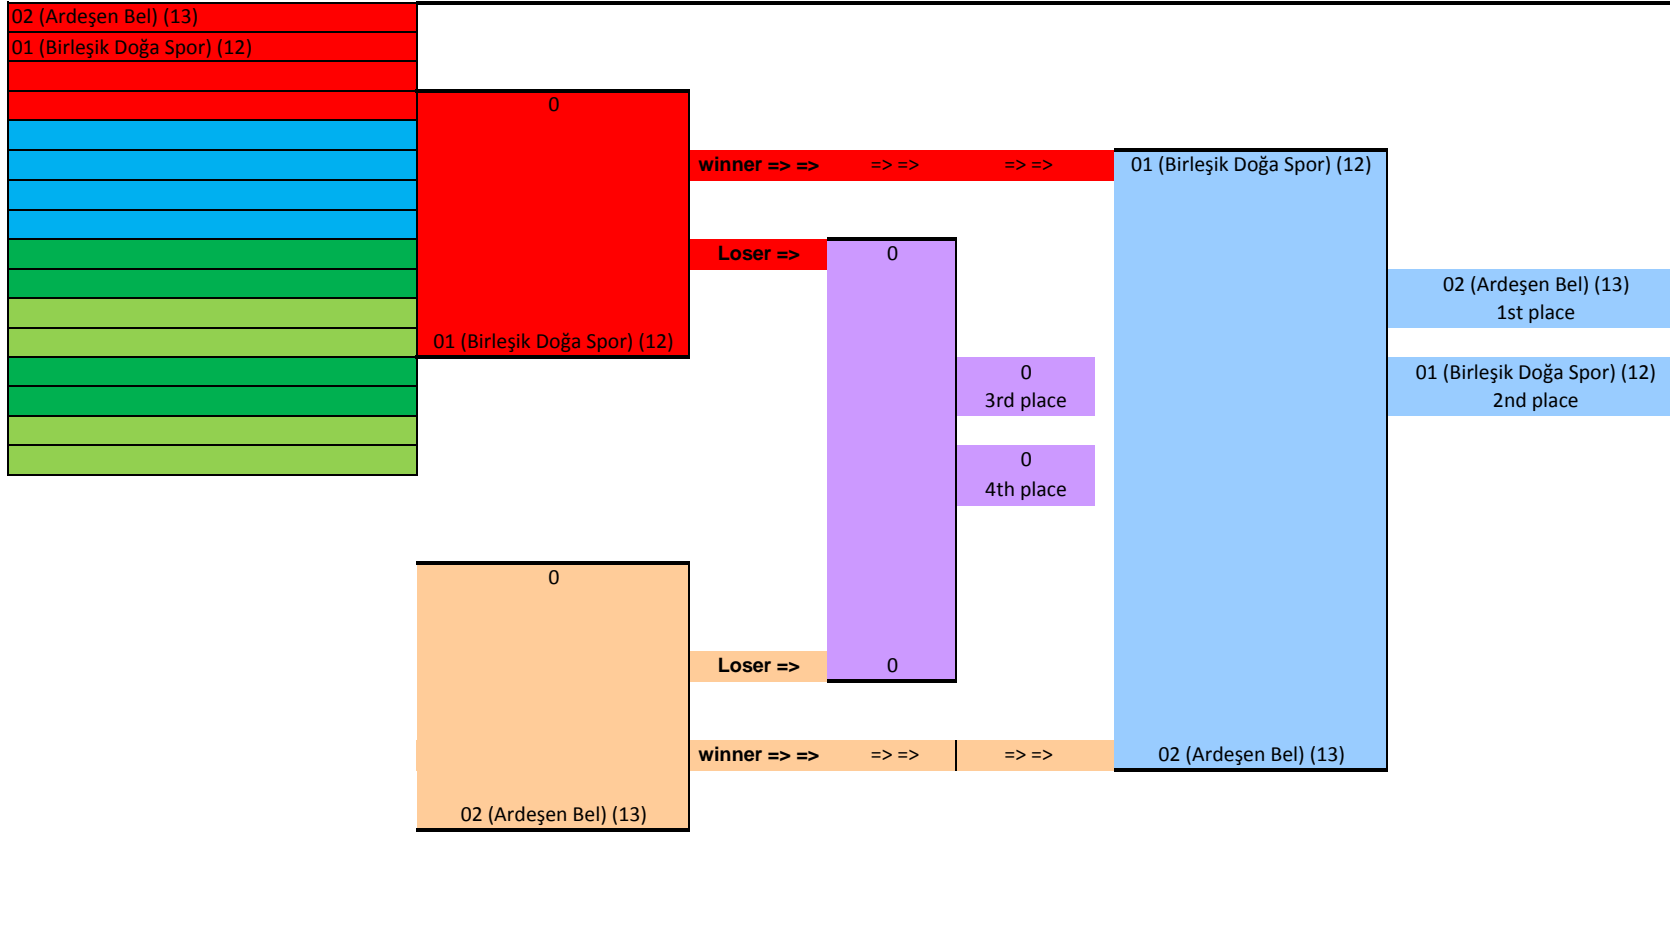 02 (Ardeşen Bel) (13)
01 (Birleşik Doğa Spor) (12)
0
winner => => => => => => 01 (Birleşik Doğa Spor) (12)
Loser => 0
02 (Ardeşen Bel) (13)
1st place
01 (Birleşik Doğa Spor) (12)
0 01 (Birleşik Doğa Spor) (12)
3rd place 2nd place
0
4th place
0
Loser => 0
winner => => => => => => 02 (Ardeşen Bel) (13)
02 (Ardeşen Bel) (13)